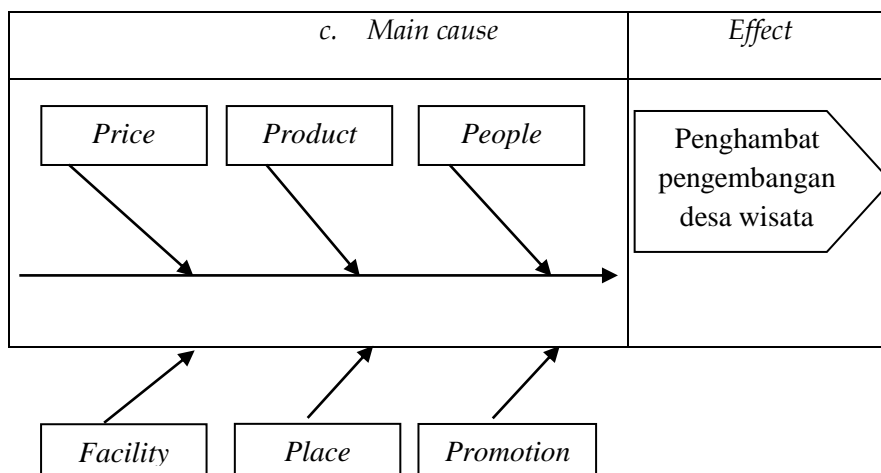 c. Main cause
Effect
Price
Product
People
Penghambat
pengembangan
desa wisata
Facility
Place
Promotion